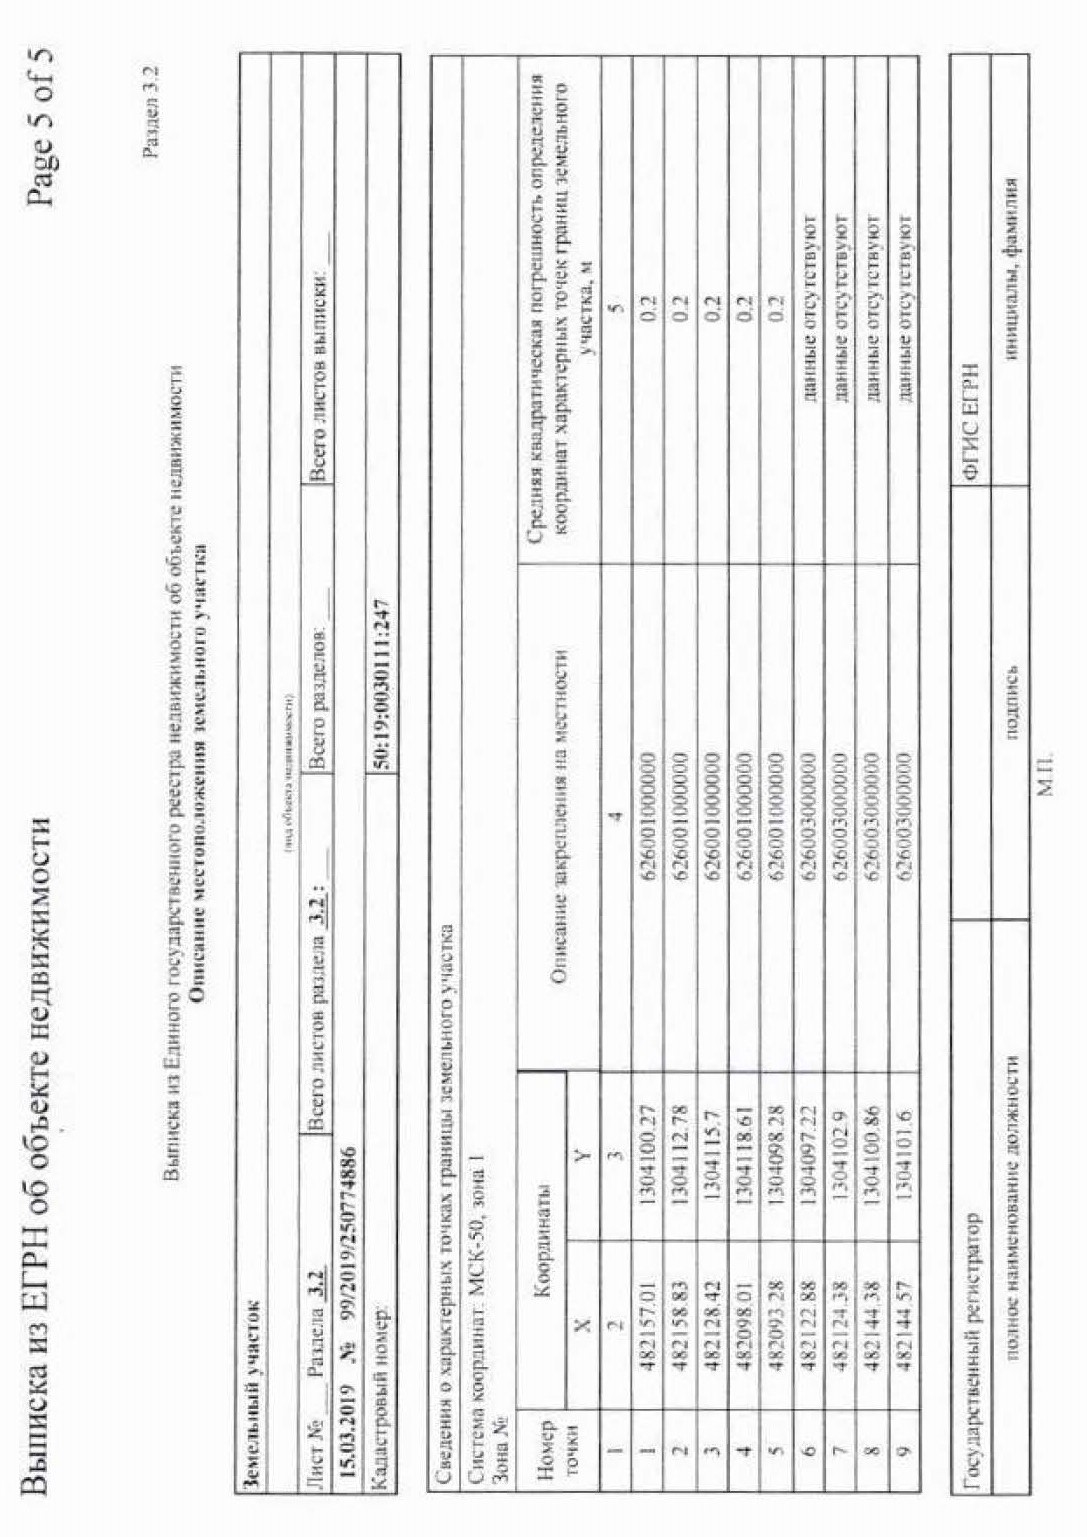 Выписка из ЕГРН об объекте недвижимости Page 5 of 5
Раздел 3.2
Выписка из Единого государственного реестра недвижимости об объекте недвижимости
Описание местоположения земельного участка
Земельный участок
(вид объекта недвижимости)
Лист № ___ Раздела 3.2 Всего листов раздела 3.2 : ___ Всего разделов: ___ Всего листов выписки: ___
15.03.2019 № 99/2019/250774886
Кадастровый номер: 50:19:0030111:247
Сведения о характерных точках границы земельного участка
Система координат: МСК-50, зона 1
Зона №
Номер точки Координаты Описание закрепления на местности Средняя квадратическая погрешность определения координат характерных точек границ земельного участка, м
X Y
1 2 3 4 5
1 482157.01 1304100.27 626001000000 0.2
2 482158.83 1304112.78 626001000000 0.2
3 482128.42 1304115.7 626001000000 0.2
4 482098.01 1304118.61 626001000000 0.2
5 482093.28 1304098.28 626001000000 0.2
6 482122.88 1304097.22 626003000000 данные отсутствуют
7 482124.38 1304102.9 626003000000 данные отсутствуют
8 482144.38 1304100.86 626003000000 данные отсутствуют
9 482144.57 1304101.6 626003000000 данные отсутствуют
Государственный регистратор ФГИС ЕГРН
полное наименование должности подпись инициалы, фамилия
М.П.